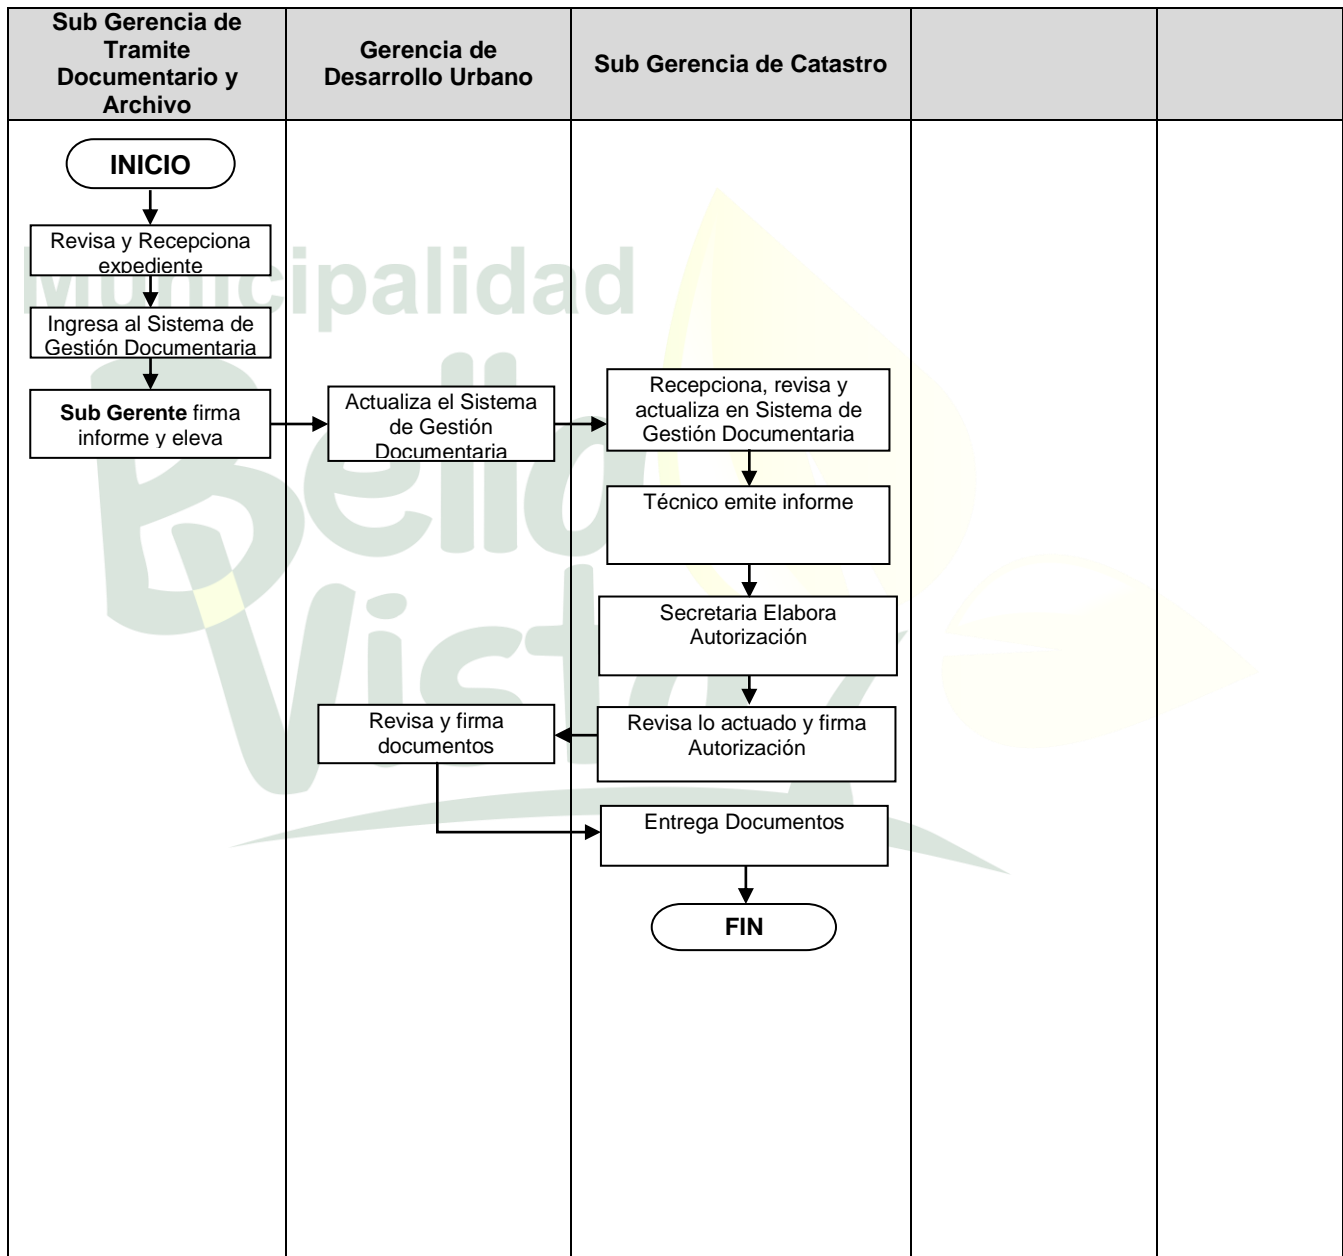 Sub Gerencia de
Tramite
Documentario y
Archivo
Gerencia de
Desarrollo Urbano
Sub Gerencia de Catastro
INICIO
Revisa y Recepciona
expediente
Ingresa al Sistema de
Gestión Documentaria
Sub Gerente firma
informe y eleva
Actualiza el Sistema
de Gestión
Documentaria
Recepciona, revisa y
actualiza en Sistema de
Gestión Documentaria
Técnico emite informe
Secretaria Elabora
Autorización
Revisa lo actuado y firma
Autorización
Revisa y firma
documentos
Entrega Documentos
FIN
Municipalidad
Bella
Vista